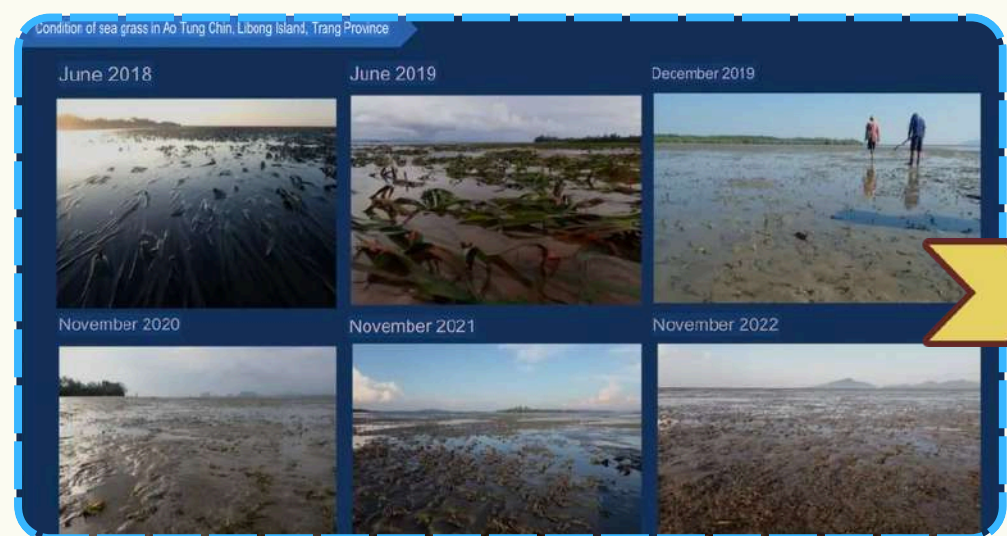 Condition of sea grass in Ao Tung Chin, Libong Island, Trang Province
June 2018
June 2019
December 2019
November 2020
November 2021
November 2022